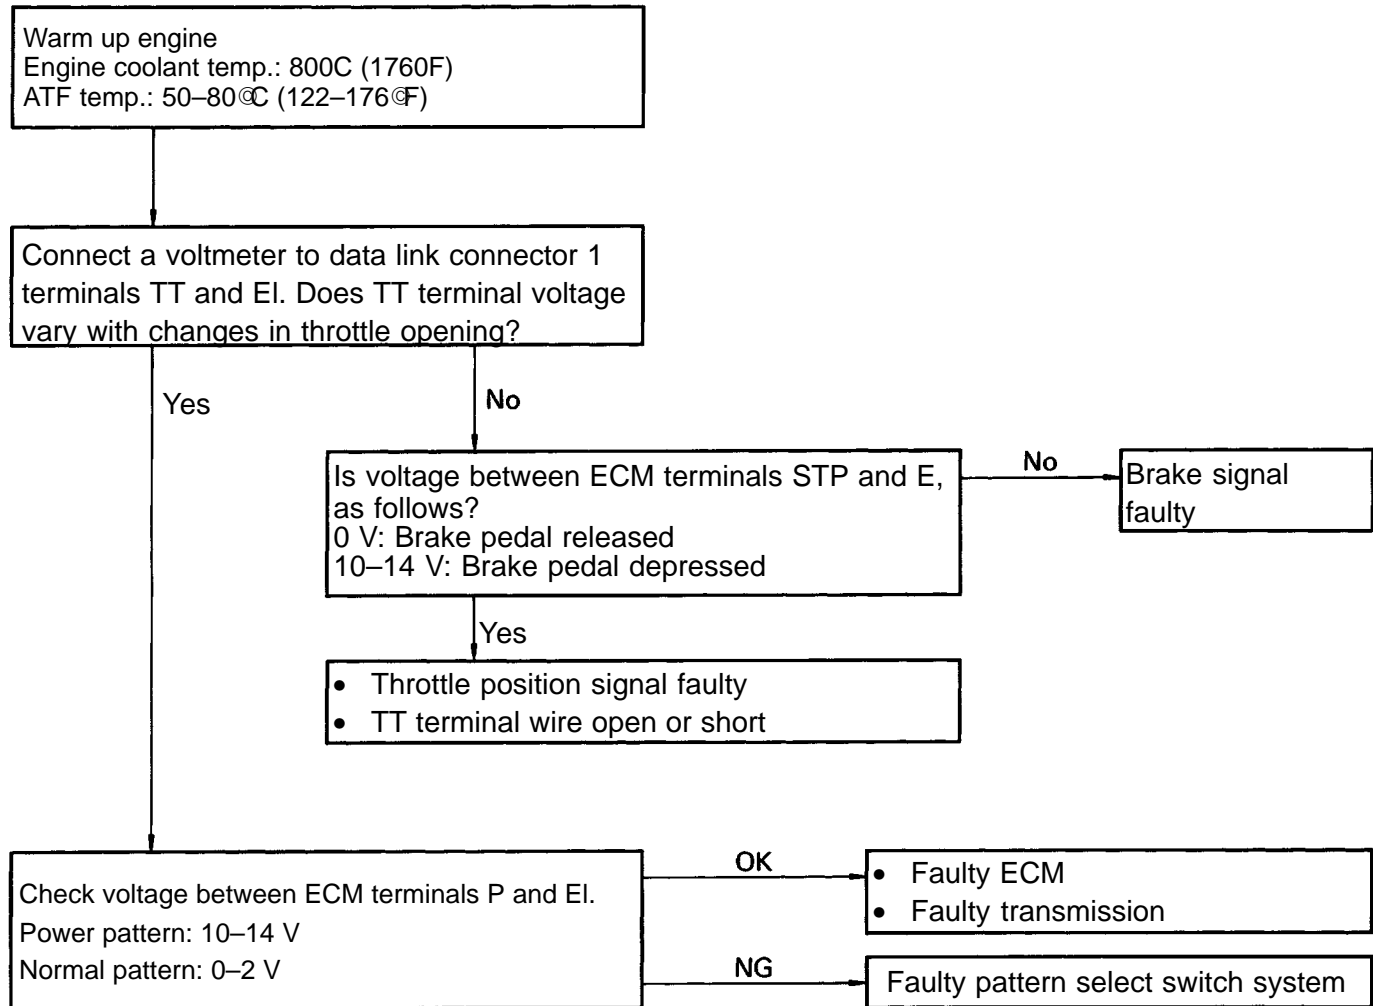 Warm up engine
Engine coolant temp.: 800C (1760F)
ATF temp.: 50–80©C (122–176©F)
Connect a voltmeter to data link connector 1
terminals TT and El. Does TT terminal voltage
vary with changes in throttle opening?
Yes
No
Is voltage between ECM terminals STP and E,
as follows?
0 V: Brake pedal released
10–14 V: Brake pedal depressed
No
Brake signal
faulty
Yes
• Throttle position signal faulty
• TT terminal wire open or short
Check voltage between ECM terminals P and El.
Power pattern: 10–14 V
Normal pattern: 0–2 V
OK
• Faulty ECM
• Faulty transmission
NG
Faulty pattern select switch system